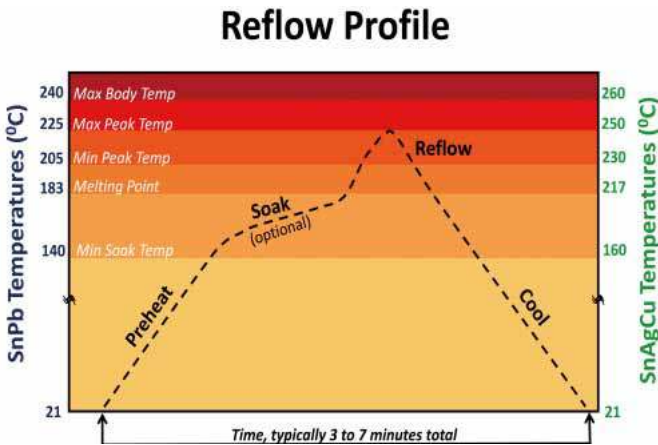 Reflow Profile
SnPb Temperatures (⁰C)
240
225
205
183
140
21
Max Body Temp
Max Peak Temp
Min Peak Temp
Melting Point
Min Soak Temp
Preheat
Soak
(optional)
Reflow
Cool
260
250
230
217
160
21
SnAgCu Temperatures (⁰C)
Time, typically 3 to 7 minutes total